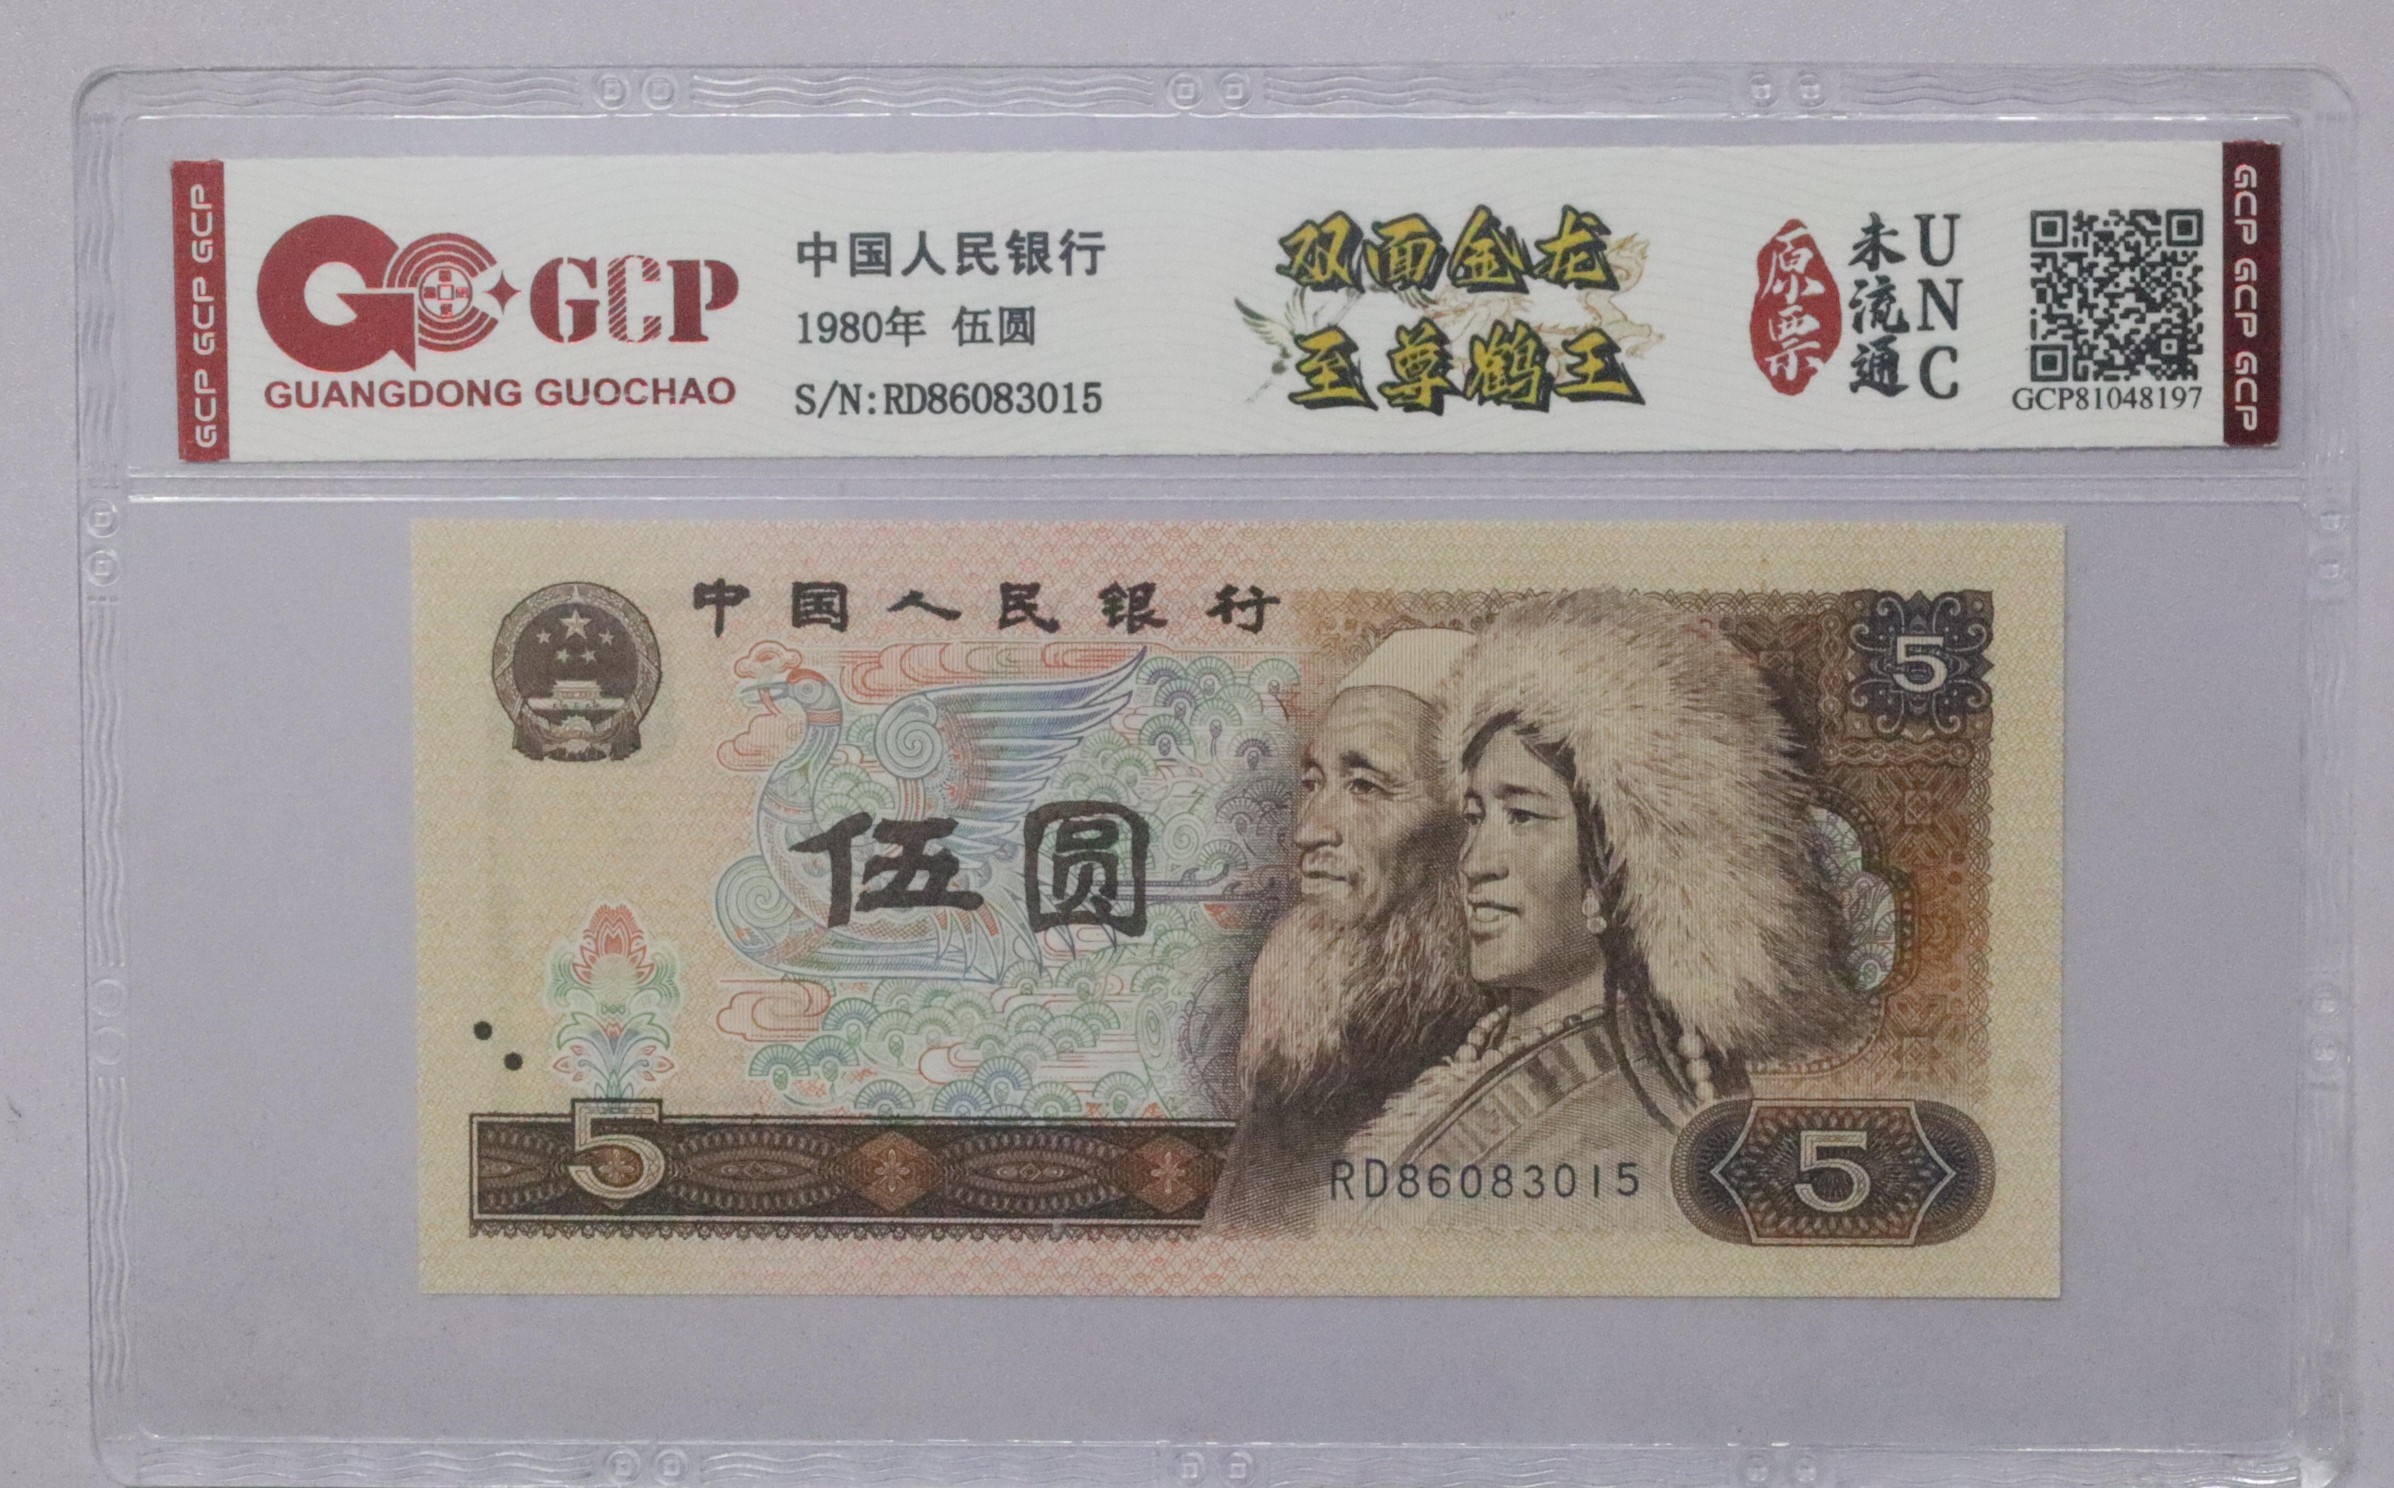 GCP GCP GCP
GCP
GUANGDONG GUOCHAO
中国人民银行
1980年 伍圆
S/N:RD86083015
双面金龙
至尊鹤王
原票
未流通
UNC
GCP81048197
GCP GCP GCP
中国人民银行
5
伍圆
5
RD86083015
5